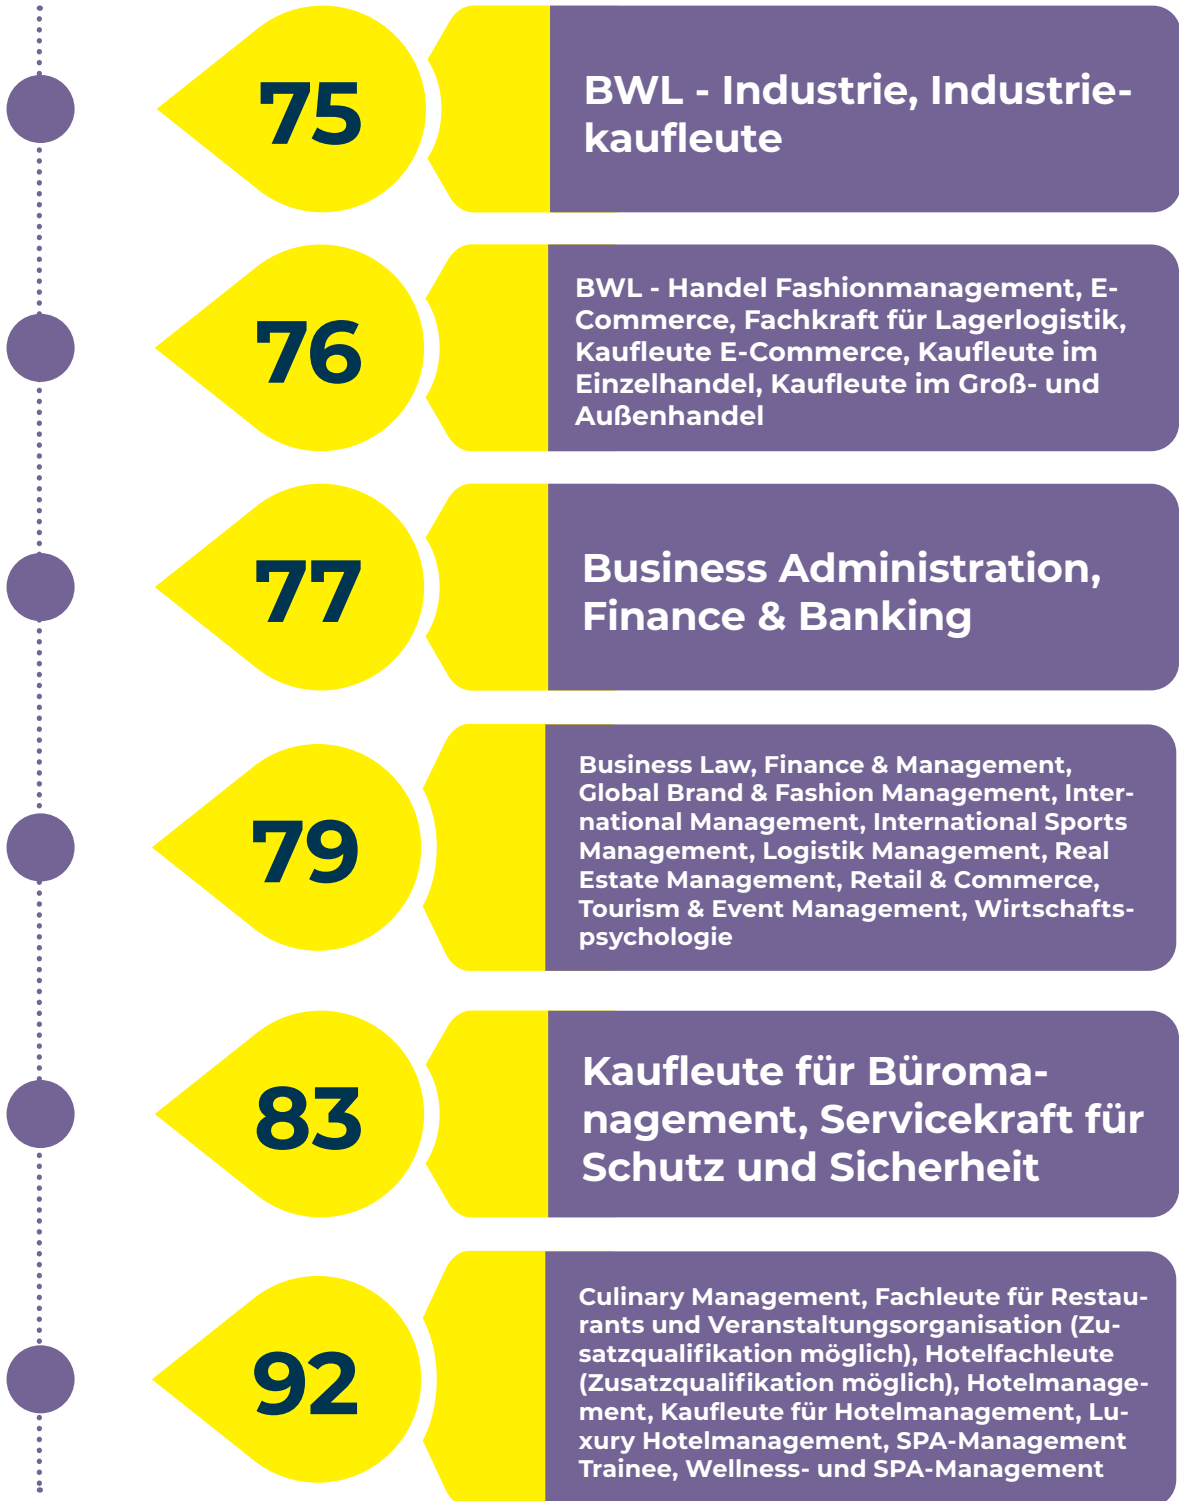 75
BWL - Industrie, Industrie-
kaufleute
76
BWL - Handel Fashionmanagement, E-
Commerce, Fachkraft für Lagerlogistik,
Kaufleute E-Commerce, Kaufleute im
Einzelhandel, Kaufleute im Groß- und
Außenhandel
77
Business Administration,
Finance & Banking
79
Business Law, Finance & Management,
Global Brand & Fashion Management, Inter-
national Management, International Sports
Management, Logistik Management, Real
Estate Management, Retail & Commerce,
Tourism & Event Management, Wirtschafts-
psychologie
83
Kaufleute für Büroma-
nagement, Servicekraft für
Schutz und Sicherheit
92
Culinary Management, Fachleute für Restau-
rants und Veranstaltungsorganisation (Zu-
satzqualifikation möglich), Hotelfachleute
(Zusatzqualifikation möglich), Hotelmanage-
ment, Kaufleute für Hotelmanagement, Lu-
xury Hotelmanagement, SPA-Management
Trainee, Wellness- und SPA-Management